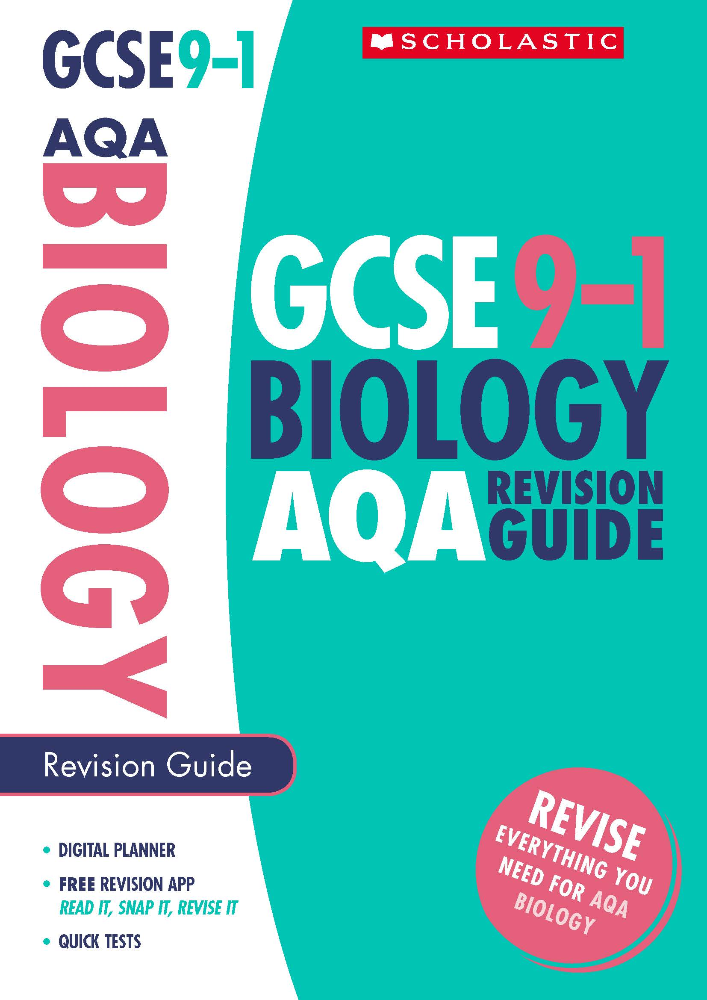 GCSE 9–1
AQA
BIOLOGY
Revision Guide
• DIGITAL PLANNER
• FREE REVISION APP
READ IT, SNAP IT, REVISE IT
• QUICK TESTS
SCHOLASTIC
GCSE 9–1
BIOLOGY
AQA REVISION
GUIDE
REVISE
EVERYTHING YOU
NEED FOR AQA
BIOLOGY